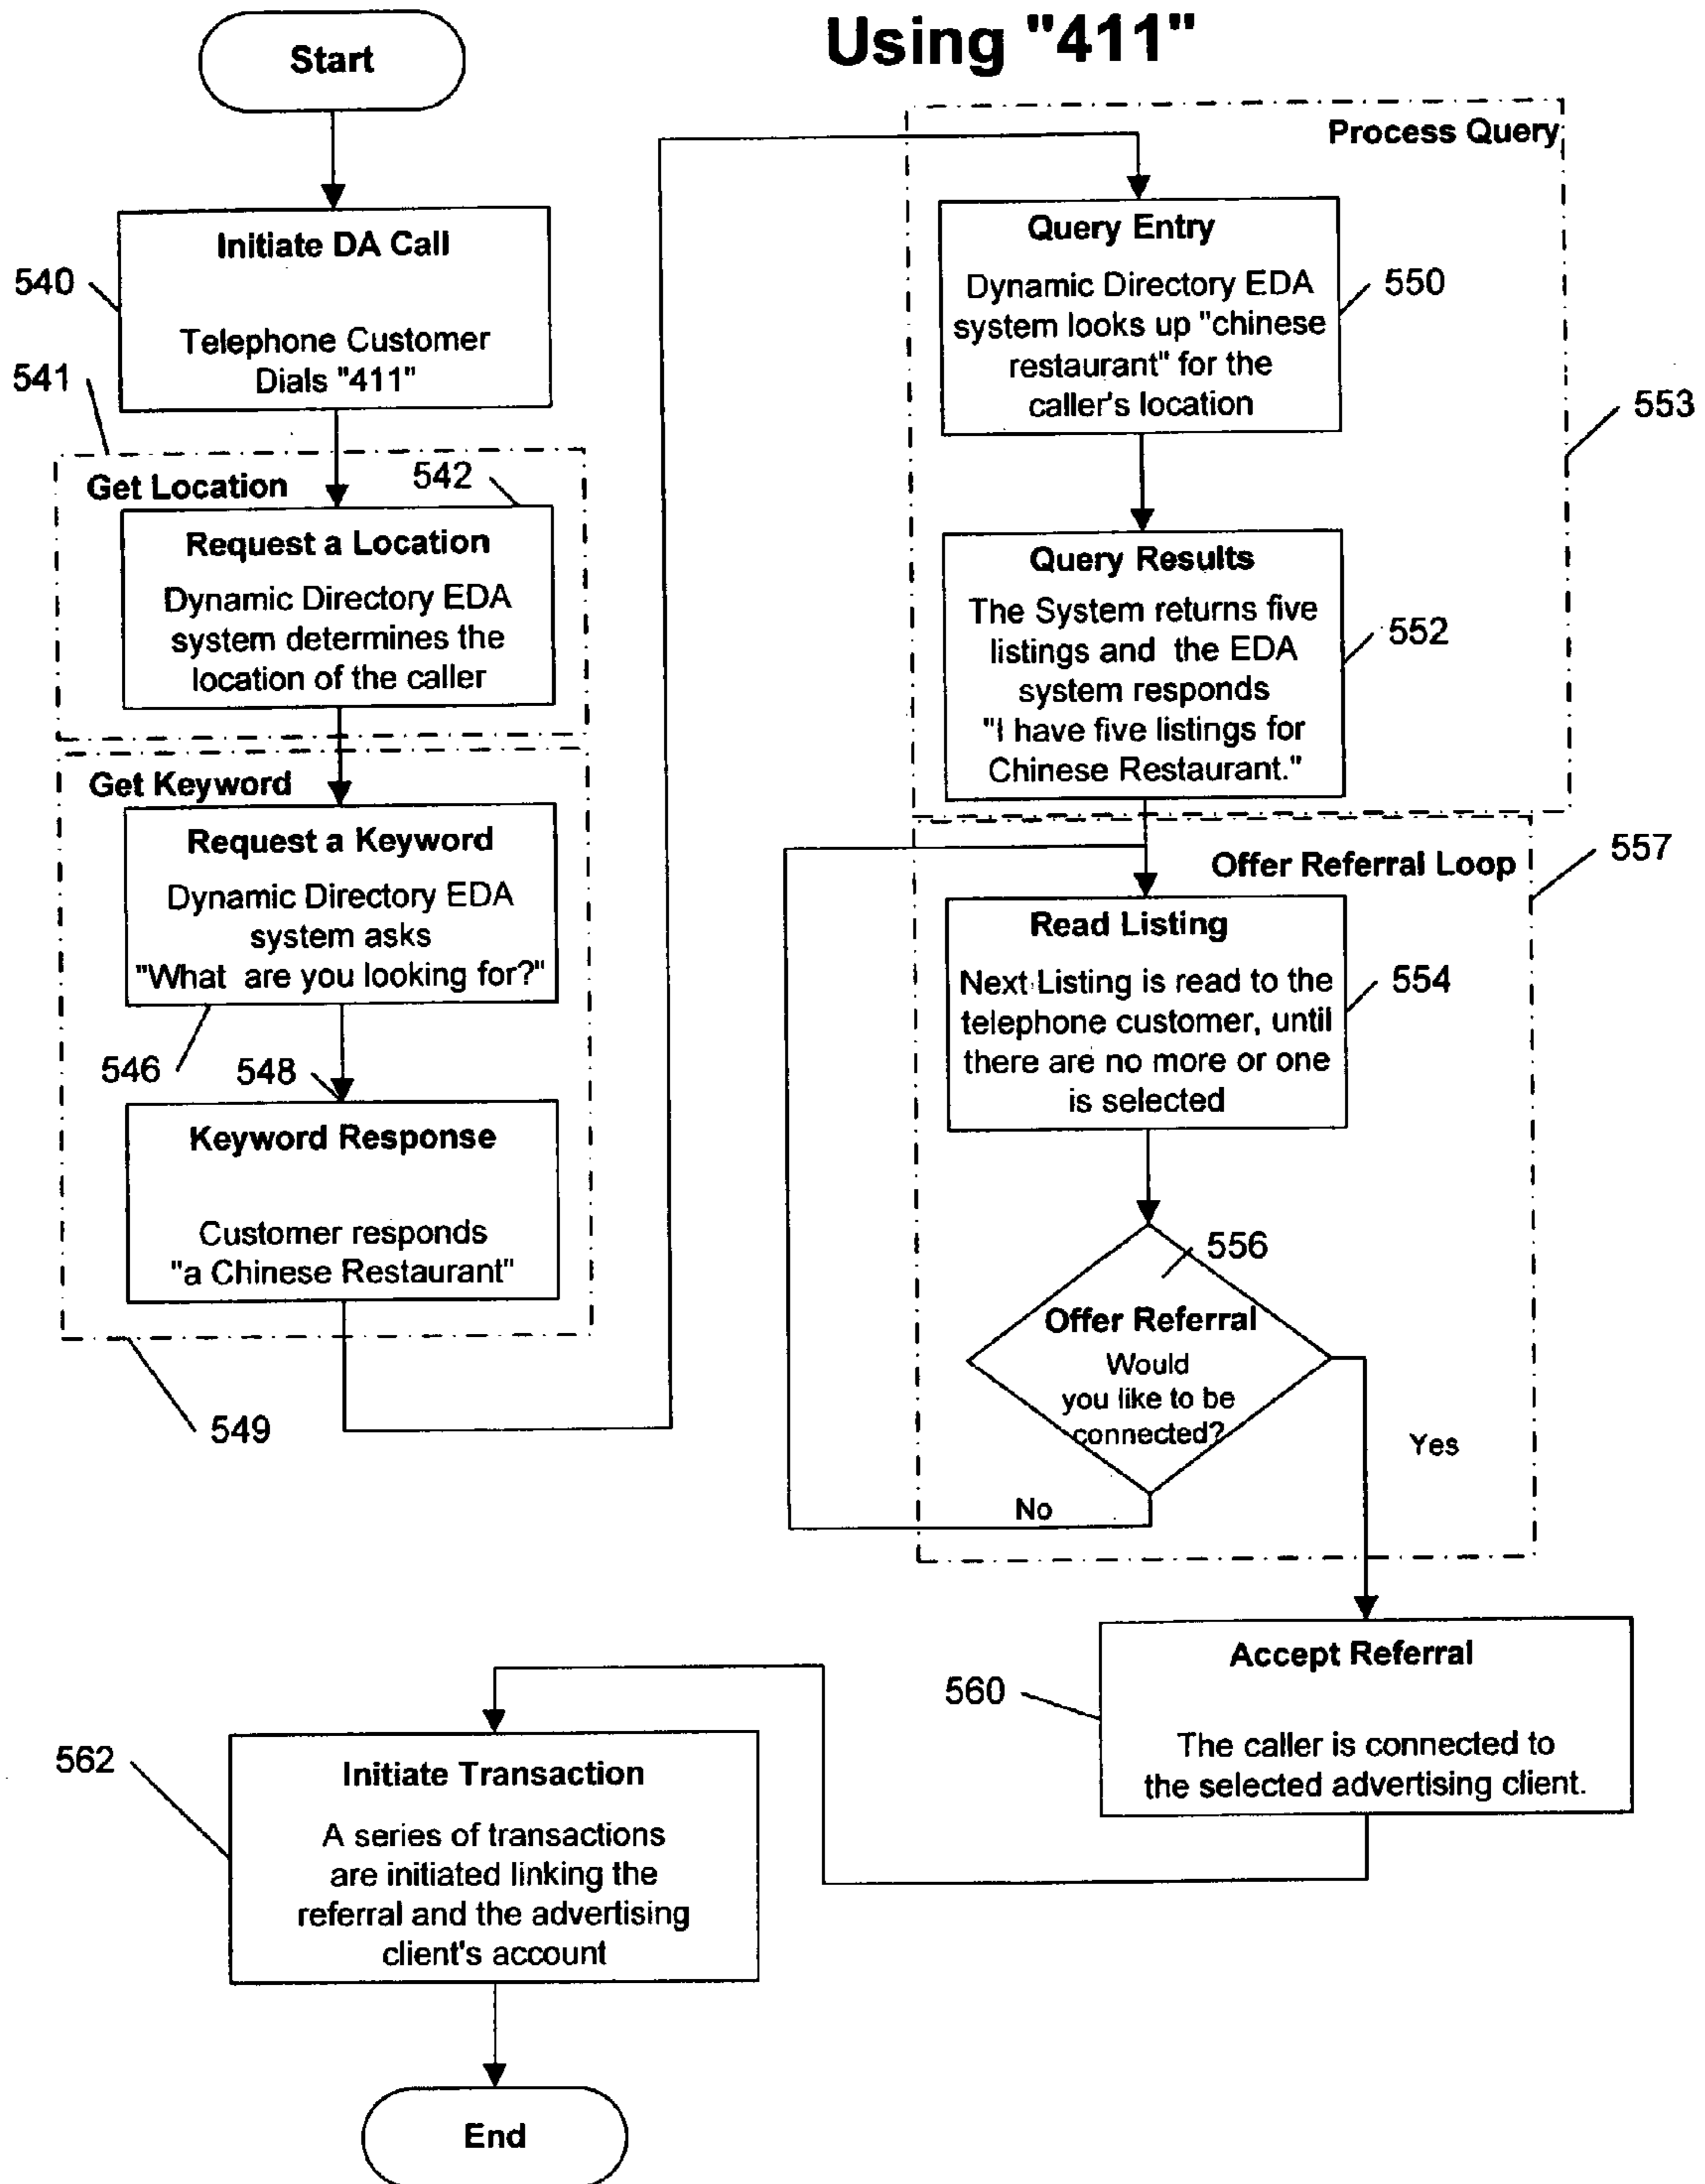 Using "411"
Start
Initiate DA Call
Telephone Customer
Dials "411"
540
541
Get Location
542
Request a Location
Dynamic Directory EDA
system determines the
location of the caller
Get Keyword
Request a Keyword
Dynamic Directory EDA
system asks
"What are you looking for?"
546
548
Keyword Response
Customer responds
"a Chinese Restaurant"
549
Process Query
Query Entry
Dynamic Directory EDA
system looks up "chinese
restaurant" for the
caller's location
550
553
Query Results
The System returns five
listings and the EDA
system responds
"I have five listings for
Chinese Restaurant."
552
Offer Referral Loop
557
Read Listing
Next Listing is read to the
telephone customer, until
there are no more or one
is selected
554
556
Offer Referral
Would
you like to be
connected?
Yes
No
Accept Referral
The caller is connected to
the selected advertising client.
560
562
Initiate Transaction
A series of transactions
are initiated linking the
referral and the advertising
client's account
End